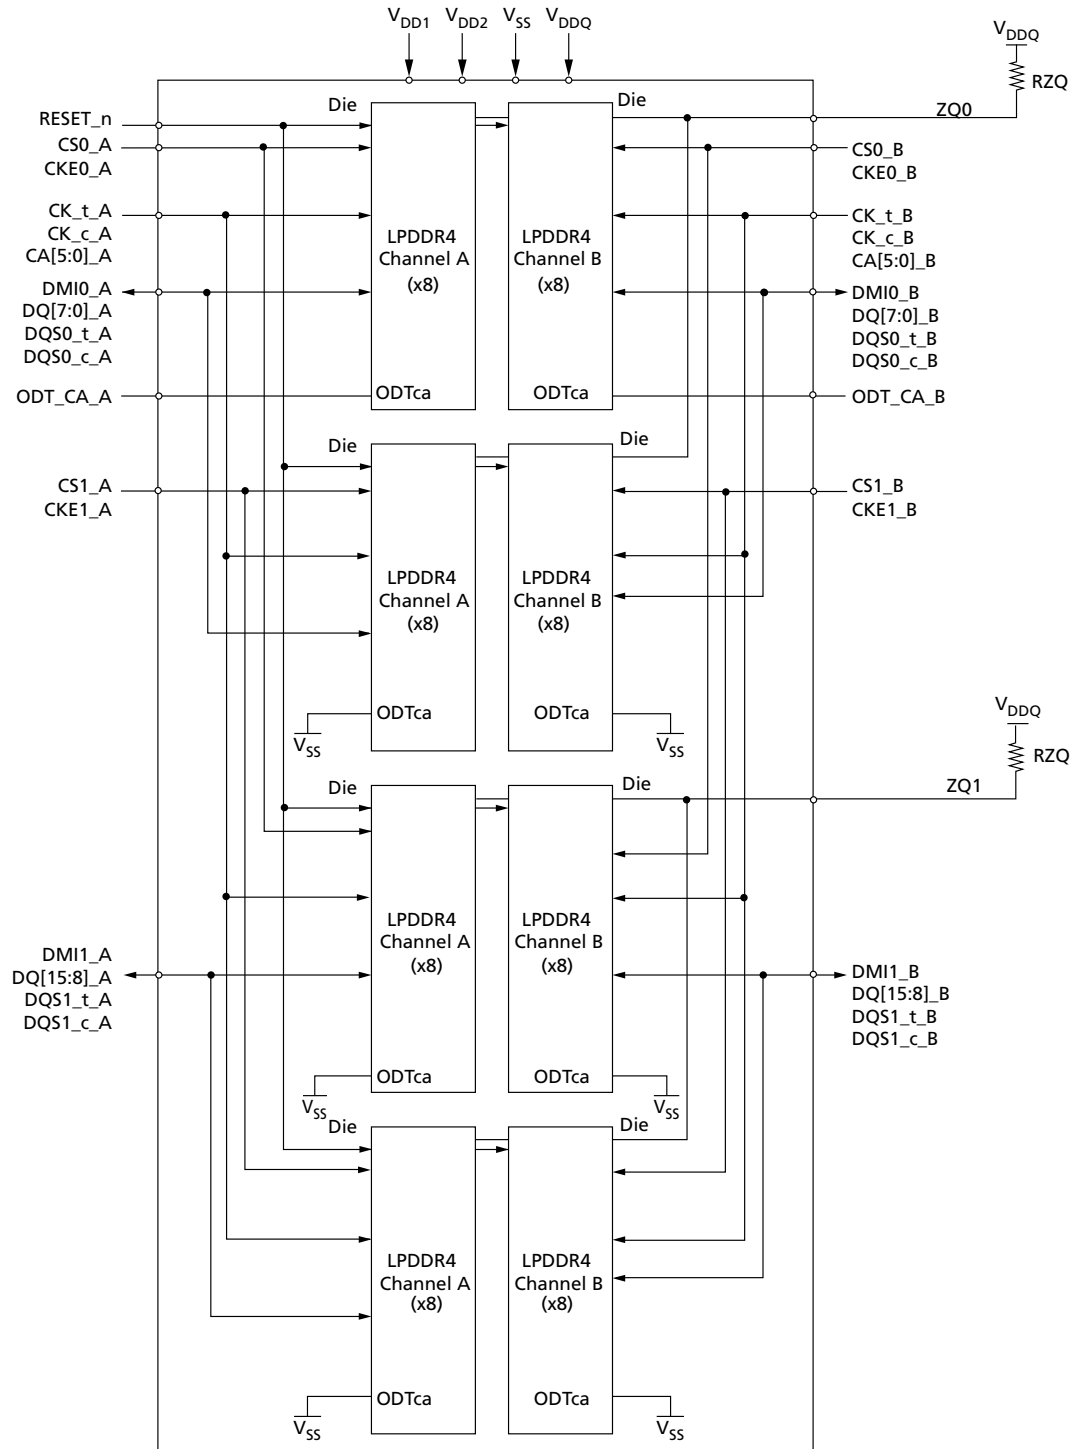 VDD1 VDD2 VSS VDDQ
VDDQ
RZQ
ZQ0
Die
Die
RESET_n
CS0_A
CKE0_A
CK_t_A
CK_c_A
CA[5:0]_A
DMI0_A
DQ[7:0]_A
DQS0_t_A
DQS0_c_A
ODT_CA_A
LPDDR4
Channel A
(x8)
ODTca
LPDDR4
Channel B
(x8)
ODTca
CS0_B
CKE0_B
CK_t_B
CK_c_B
CA[5:0]_B
DMI0_B
DQ[7:0]_B
DQS0_t_B
DQS0_c_B
ODT_CA_B
Die
Die
CS1_A
CKE1_A
LPDDR4
Channel A
(x8)
ODTca
VSS
LPDDR4
Channel B
(x8)
ODTca
VSS
CS1_B
CKE1_B
VDDQ
RZQ
ZQ1
Die
Die
DMI1_A
DQ[15:8]_A
DQS1_t_A
DQS1_c_A
LPDDR4
Channel A
(x8)
ODTca
VSS
LPDDR4
Channel B
(x8)
ODTca
VSS
DMI1_B
DQ[15:8]_B
DQS1_t_B
DQS1_c_B
Die
Die
LPDDR4
Channel A
(x8)
ODTca
VSS
LPDDR4
Channel B
(x8)
ODTca
VSS